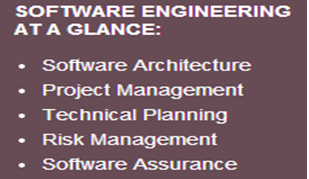 SOFTWARE ENGINEERING
AT A GLANCE:
• Software Architecture
• Project Management
• Technical Planning
• Risk Management
• Software Assurance